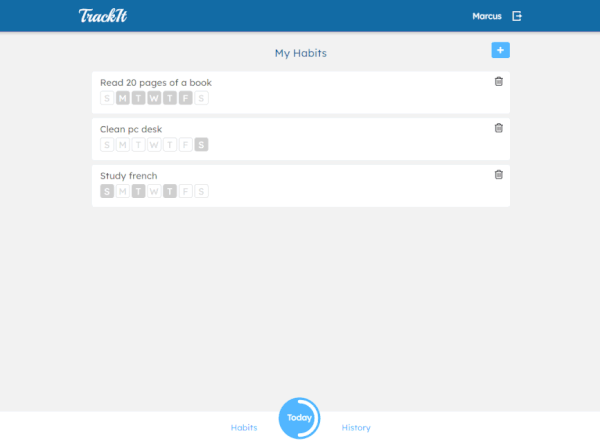 TrackIt
Marcus
My Habits
+
Read 20 pages of a book
S M T W T F S
Clean pc desk
S M T W T F S
Study french
S M T W T F S
Habits
Today
History